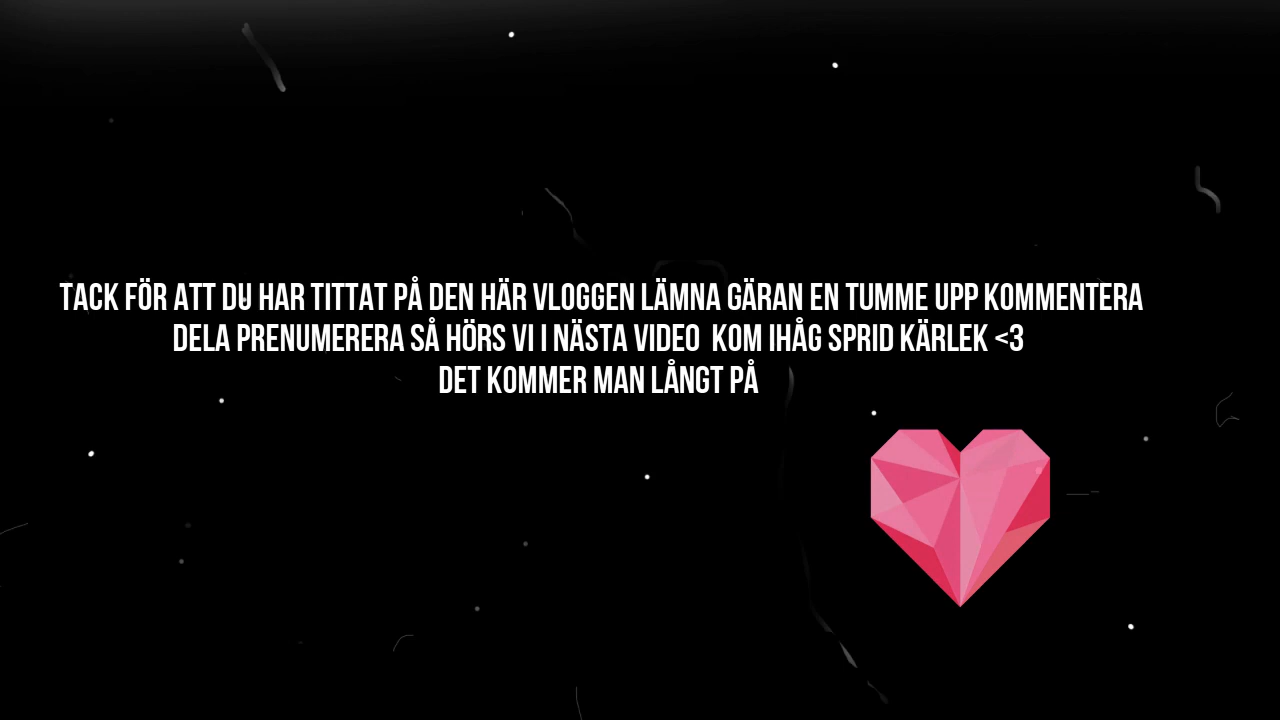 TACK FÖR ATT DU HAR TITTAT PÅ DEN HÄR VLOGGEN LÄMNA GÄRAN EN TUMME UPP KOMMENTERA
DELA PRENUMERERA SÅ HÖRS VI I NÄSTA VIDEO  KOM IHÅG SPRID KÄRLEK <3
DET KOMMER MAN LÅNGT PÅ